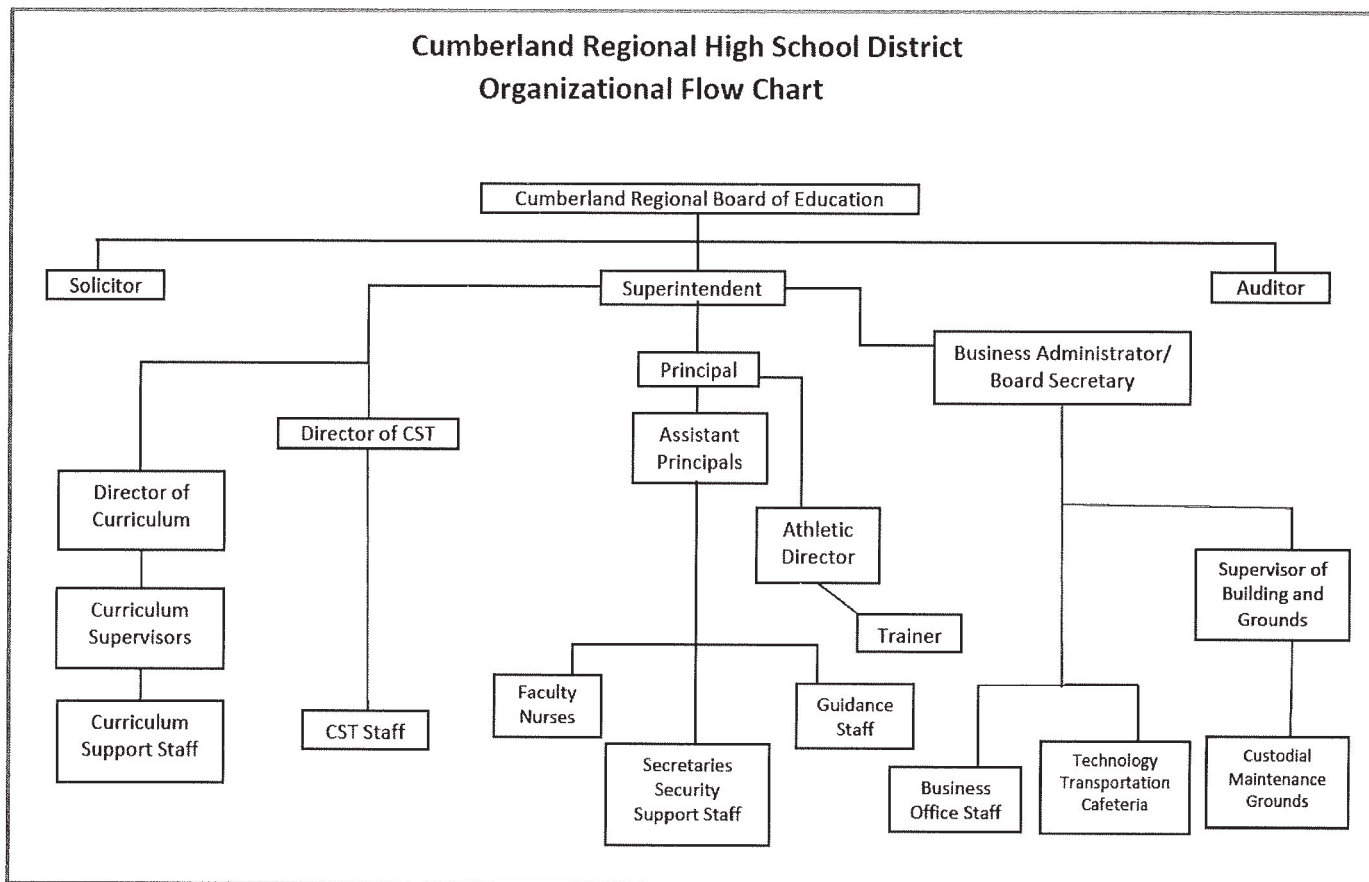 Cumberland Regional High School District
Organizational Flow Chart
Cumberland Regional Board of Education
Solicitor
Superintendent
Auditor
Principal
Business Administrator/
Board Secretary
Director of CST
Assistant
Principals
Director of
Curriculum
Athletic
Director
Supervisor of
Building and
Grounds
Curriculum
Supervisors
Trainer
Faculty
Nurses
Guidance
Staff
Curriculum
Support Staff
CST Staff
Secretaries
Security
Support Staff
Business
Office Staff
Technology
Transportation
Cafeteria
Custodial
Maintenance
Grounds